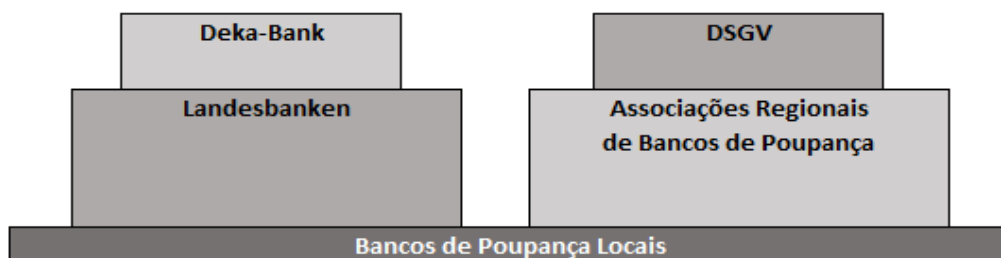 Deka-Bank
DSGV
Landesbanken
Associações Regionais
de Bancos de Poupança
Bancos de Poupança Locais